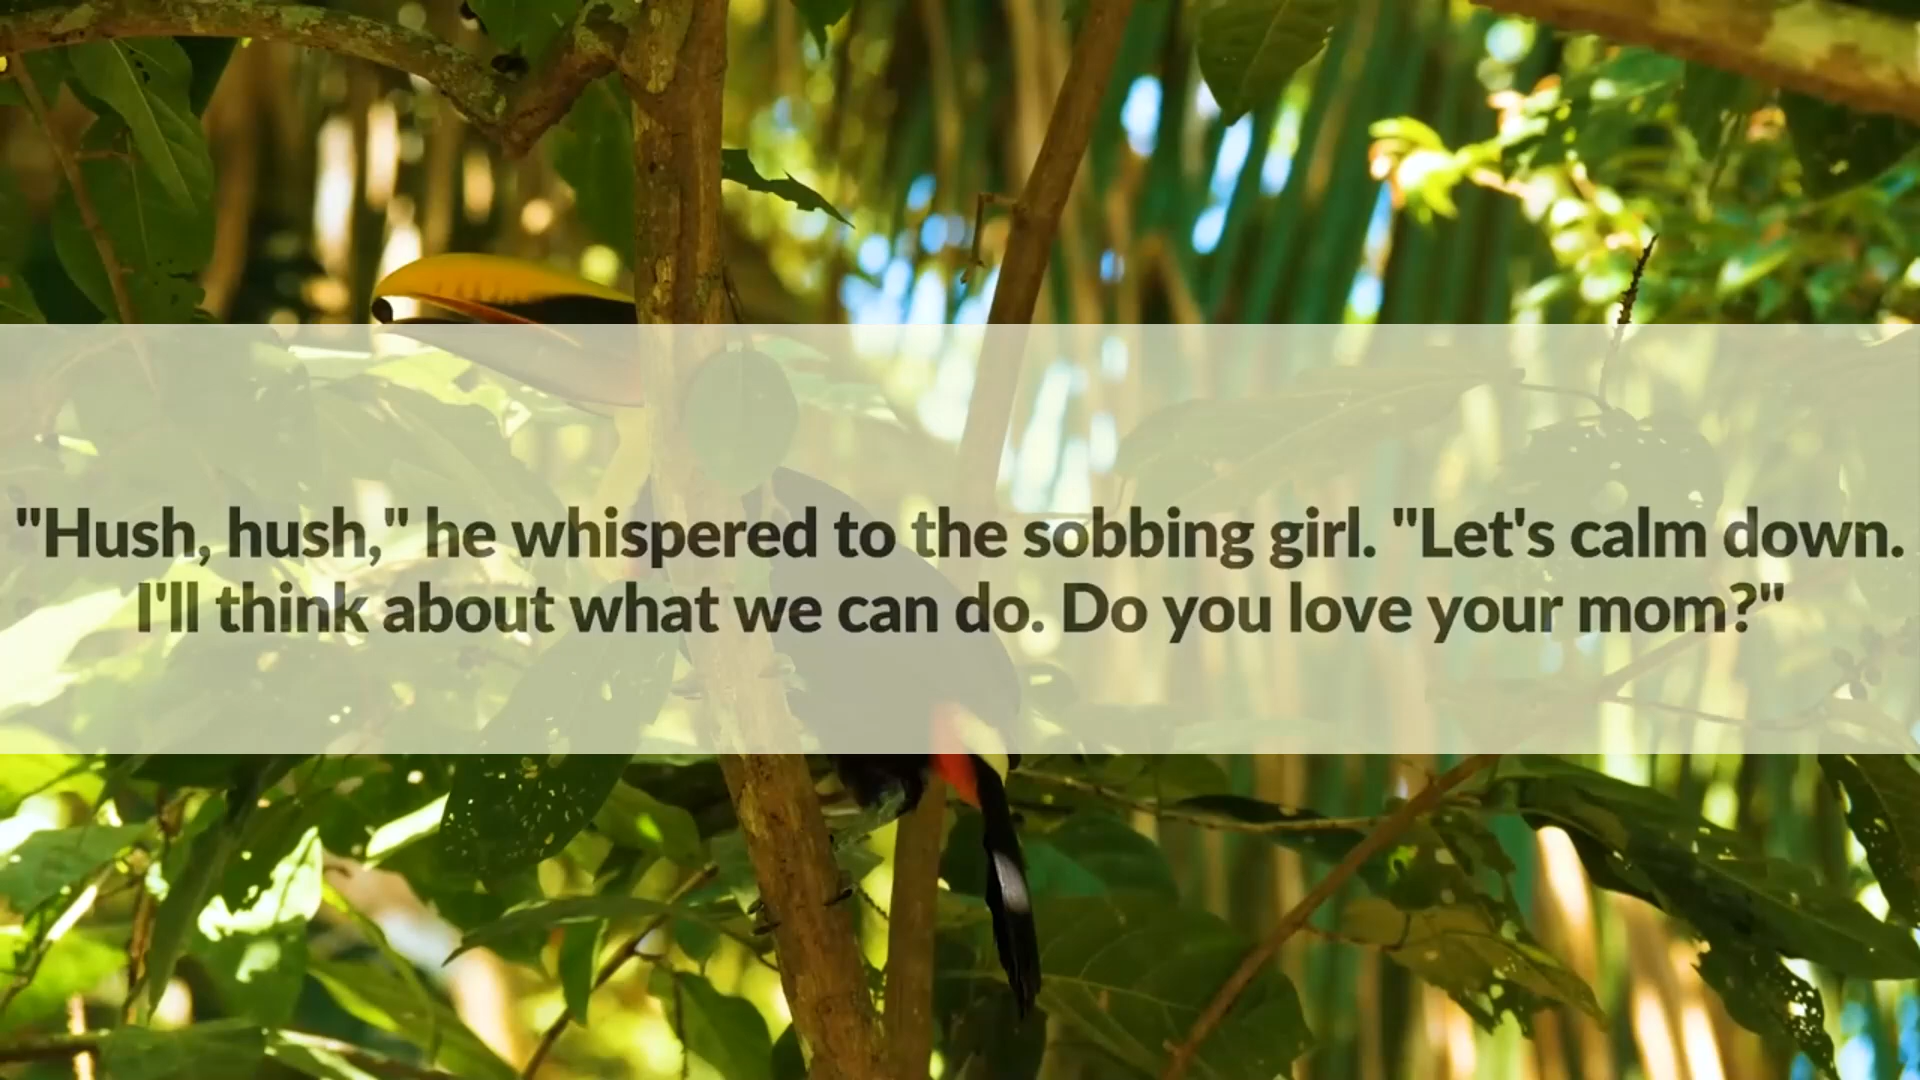 "Hush, hush," he whispered to the sobbing girl. "Let's calm down.
I'll think about what we can do. Do you love your mom?"